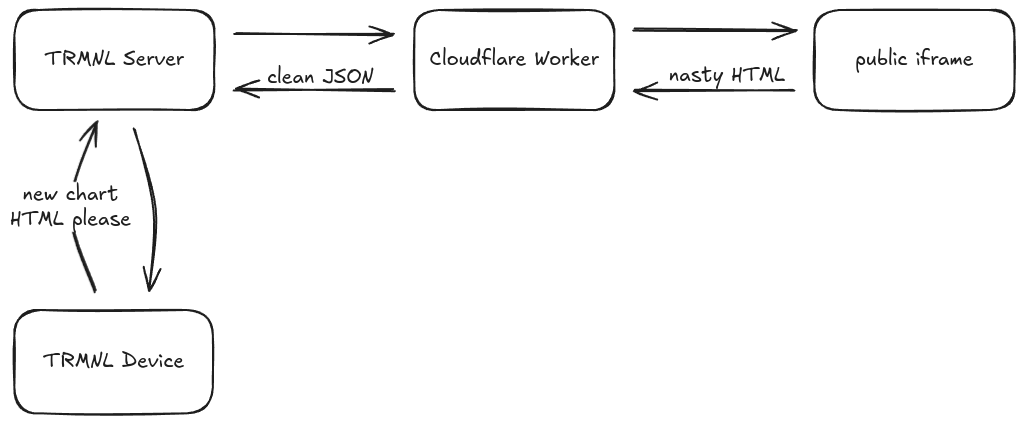 TRMNL Server
Cloudflare Worker
public iframe
clean JSON
nasty HTML
new chart
HTML please
TRMNL Device